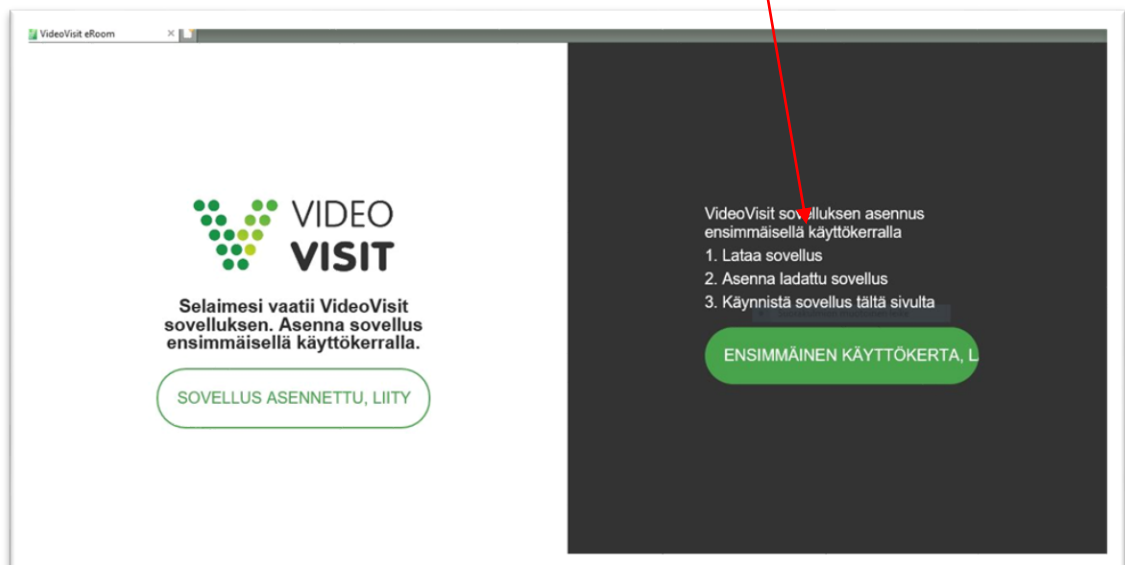 VideoVisit eRoom
VIDEO
VISIT
Selaimesi vaatii VideoVisit
sovelluksen. Asenna sovellus
ensimmäisellä käyttökerralla.
SOVELLUS ASENNETTU, LIITY
VideoVisit sovelluksen asennus
ensimmäisellä käyttökerralla
1. Lataa sovellus
2. Asenna ladattu sovellus
3. Käynnistä sovellus tältä sivulta
ENSIMMÄINEN KÄYTTÖKERTA, L